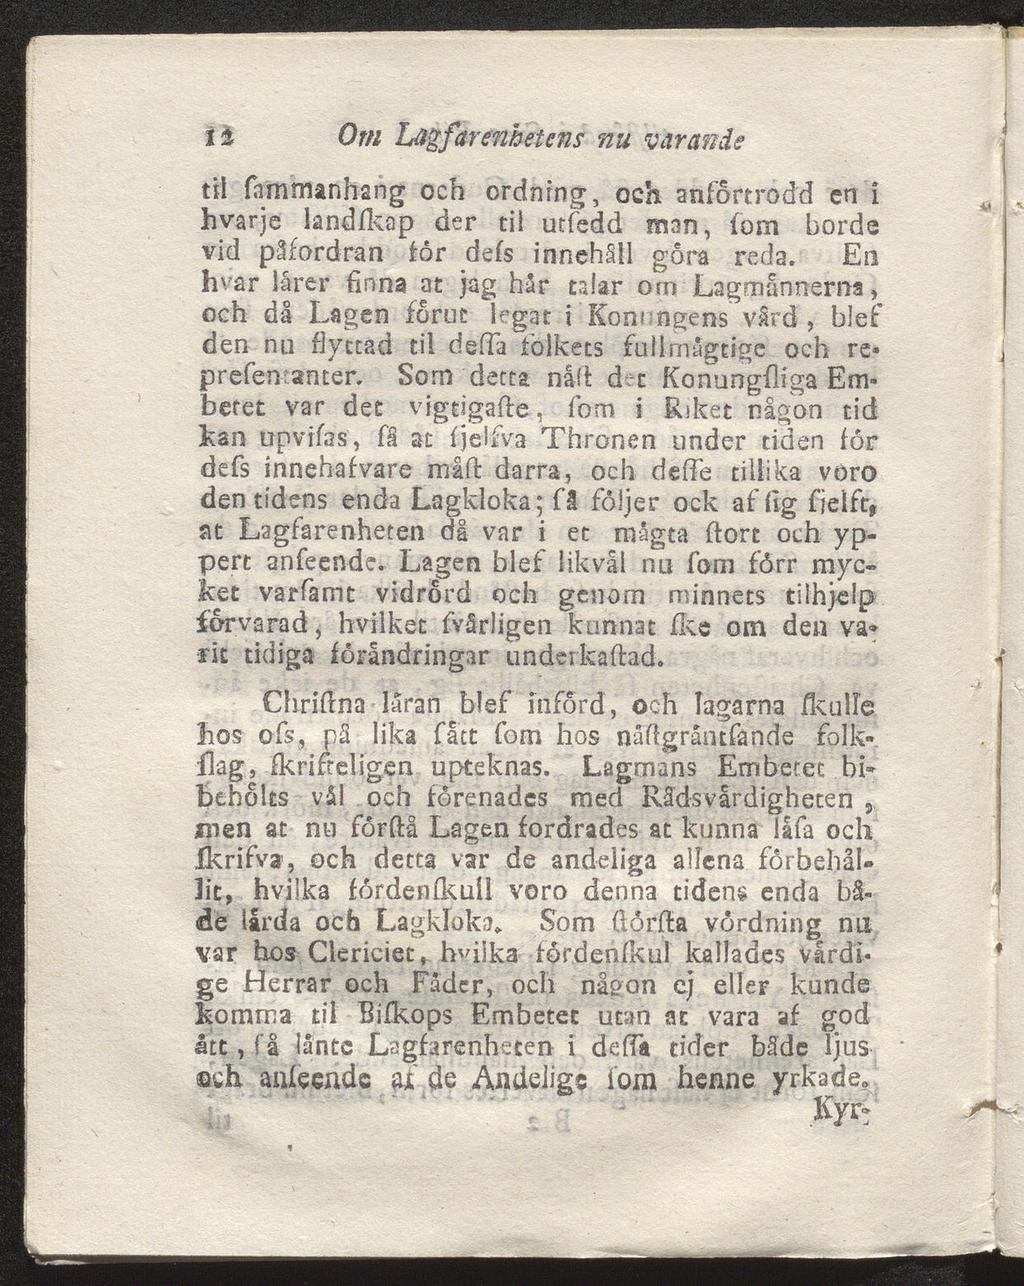 12 Om Lagfarenhetens nu varande
til ſammanhang och ordning, och anförtrodd en i
hvarje landſkap der til utſedd man, ſom borde
vid påfordran för deſs innehåll göra reda. En
hvar lärer finna at jag här talar om Lagmännerna,
och då Lagen förut legat i Konungens vård, blef
den nu flyttad til deſſa folkets fullmägtige och re-
preſentanter. Som detta näſt det Konungſliga Em-
betet var det vigtigaſte, ſom i Riket någon tid
kan upviſas, ſå at ſjelfva Thronen under tiden för
deſs innehafvare måſt darra, och deſſe tillika voro
den tidens enda Lagkloka; ſå följer ock af ſig ſjelft,
at Lagfarenheten då var i et mägta ſtort och yp-
pert anſeende. Lagen blef likväl nu ſom förr myc-
ket varſamt vidrörd och genom minnets tilhjelp
förvarad, hvilket ſvårligen kunnat ſke om den va-
rit tidiga förändringar underkaſtad.
Chriſtna läran blef införd, och lagarna ſkulle
hos oſs, på lika ſätt ſom hos näſtgräntſande folk-
ſlag, ſkrifteligen upteknas. Lagmans Embetet bi-
behölts väl och förenades med Rådsvärdigheten,
men at nu förſtå Lagen fordrades at kunna läſa och
ſkrifva, och detta var de andeliga allena förbehål-
lit, hvilka fördenſkull voro denna tidens enda bå-
de lärda och Lagkloka. Som ſtörſta vördning nu
var hos Clericiet, hvilka fördenſkul kallades värdi-
ge Herrar och Fäder, och någon ej eller kunde
komma til Biſkops Embetet utan at vara af god
ätt, ſå lånte Lagfarenheten i deſſa tider både ljus
och anſeende af de Andelige ſom henne yrkade.
Kyr-